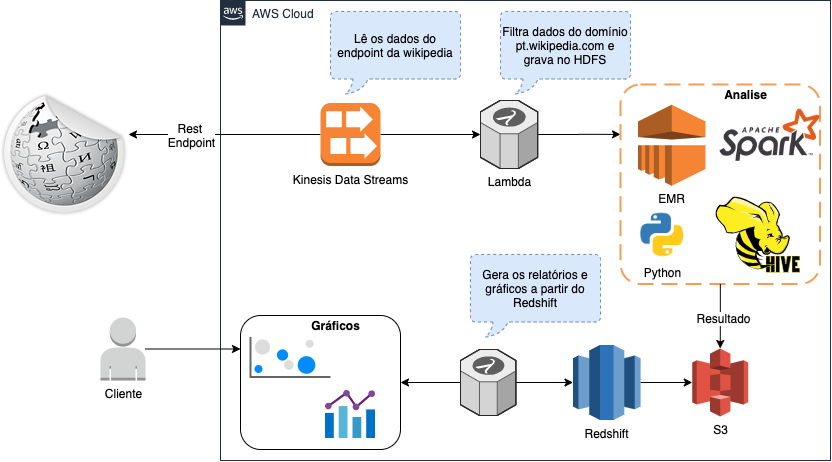 aws
AWS Cloud
Lê os dados do
endpoint da wikipedia
Filtra dados do domínio
pt.wikipedia.com e
grava no HDFS
Analise
Rest
Endpoint
Kinesis Data Streams
Lambda
EMR
APACHE
Spark
Python
HIVE
Gera os relatórios e
gráficos a partir do
Redshift
Resultado
Gráficos
Cliente
Redshift
S3